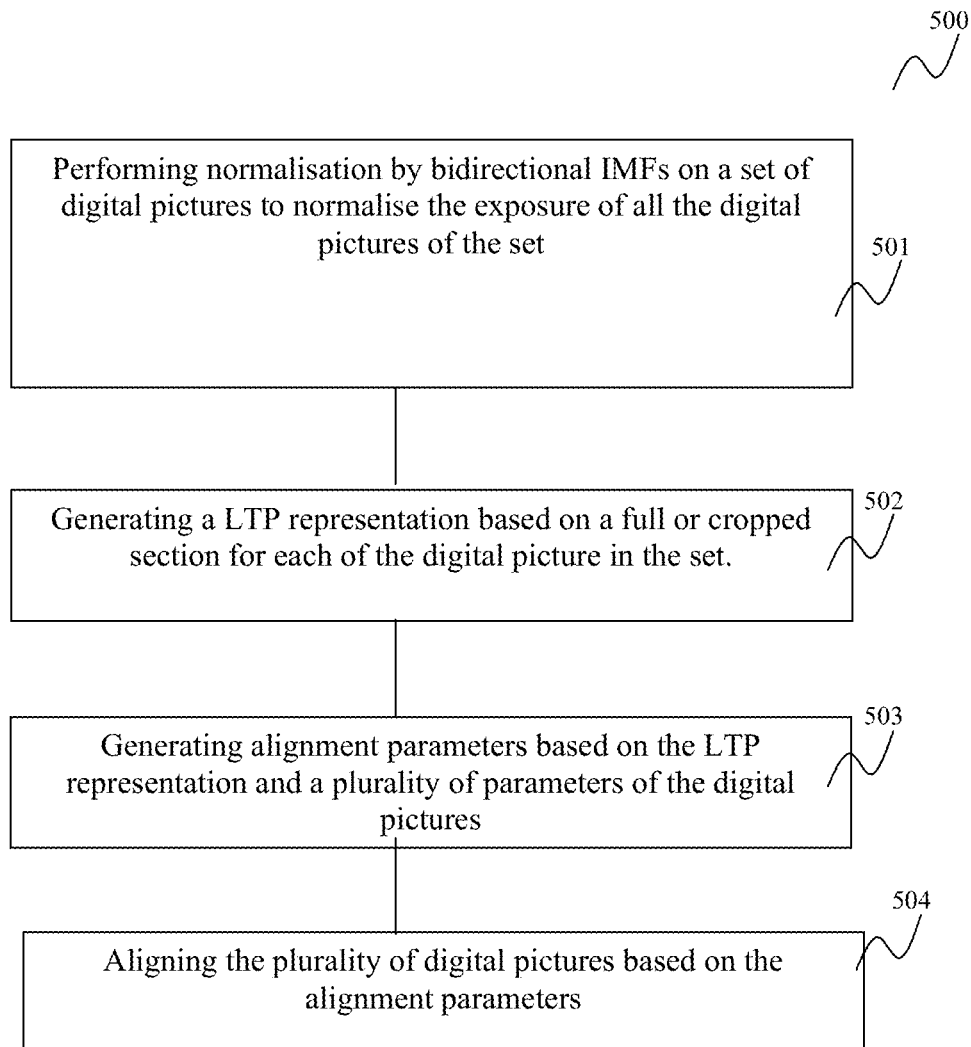 500
Performing normalisation by bidirectional IMFs on a set of
digital pictures to normalise the exposure of all the digital
pictures of the set
501
Generating a LTP representation based on a full or cropped
section for each of the digital picture in the set.
502
Generating alignment parameters based on the LTP
representation and a plurality of parameters of the digital
pictures
503
Aligning the plurality of digital pictures based on the
alignment parameters
504